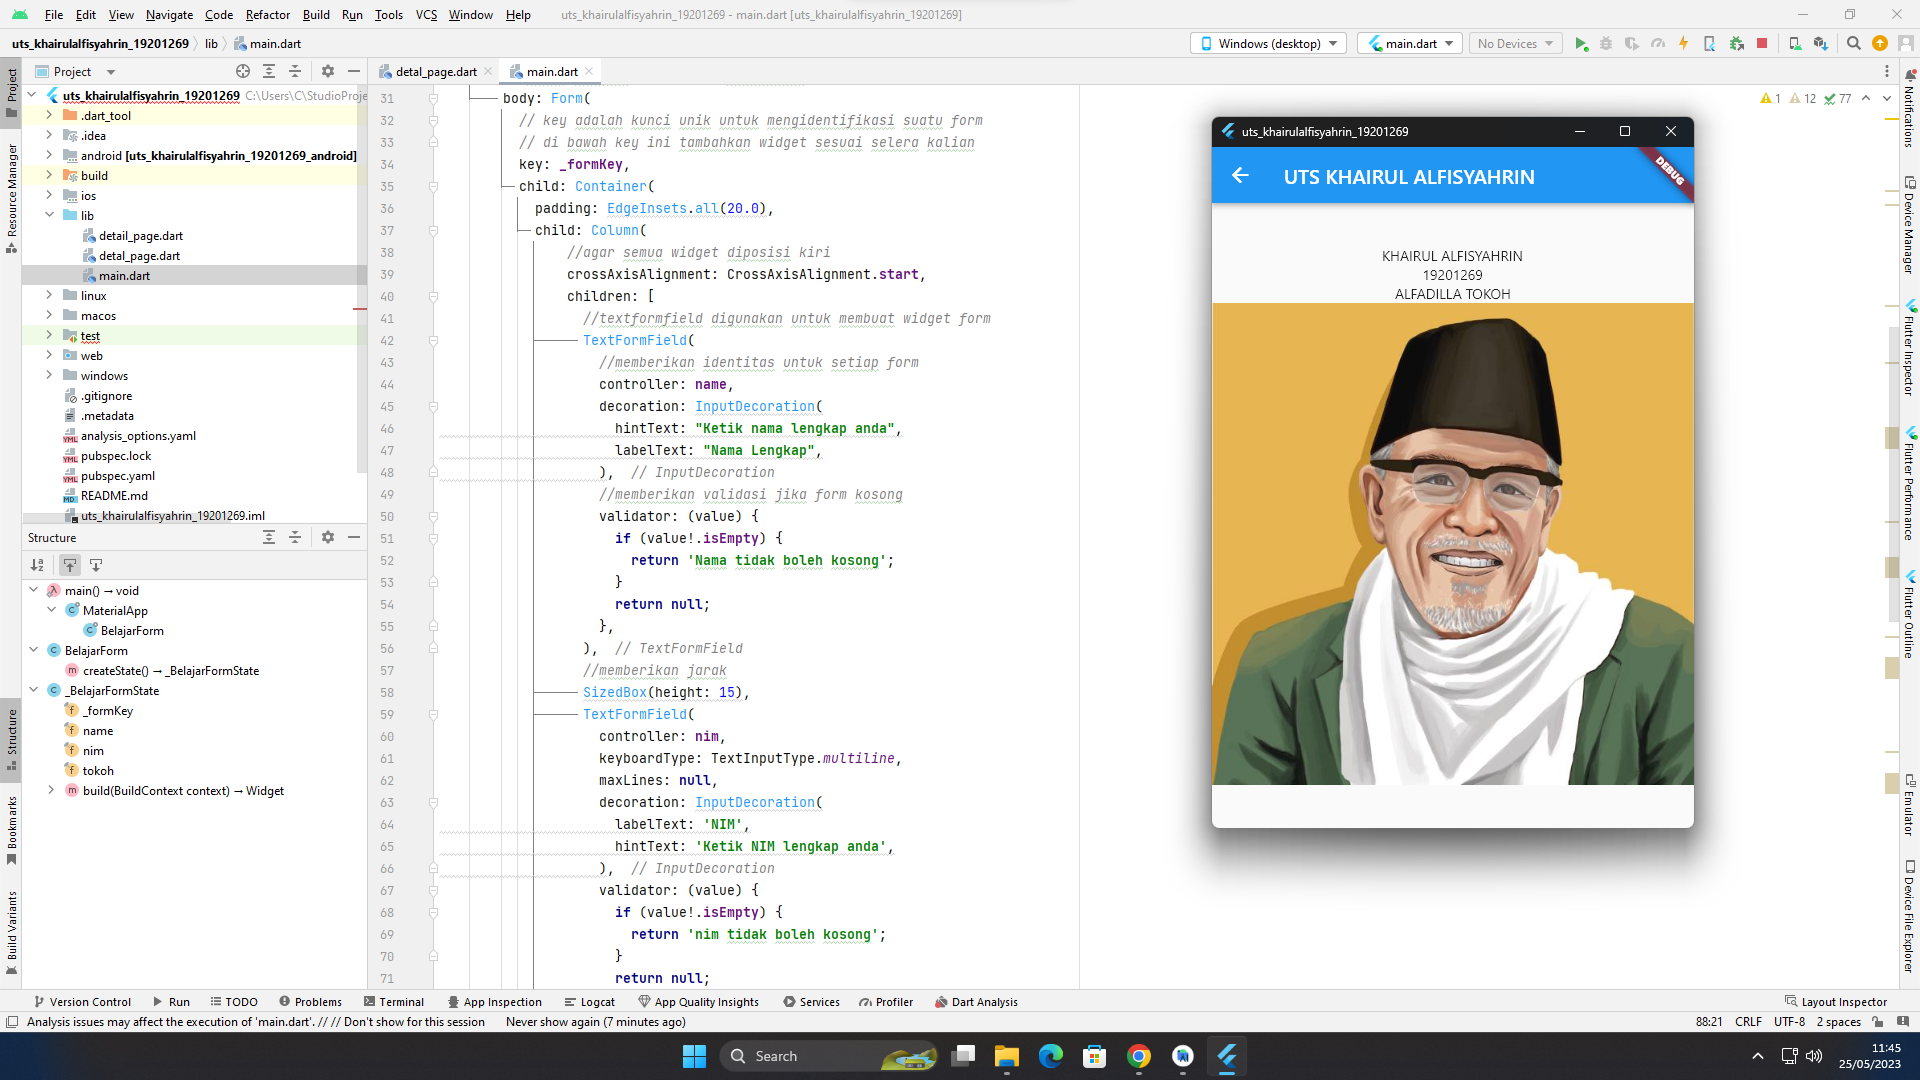 File Edit View Navigate Code Refactor Build Run Tools VCS Window Help uts_khairulalfisyahrin_19201269 - main.dart [uts_khairulalfisyahrin_19201269]
uts_khairulalfisyahrin_19201269 lib main.dart Windows (desktop) main.dart No Devices
Project detal_page.dart main.dart
uts_khairulalfisyahrin_19201269 C:\Users\C\StudioProje
.dart_tool
.idea
android [uts_khairulalfisyahrin_19201269_android]
build
ios
lib
detail_page.dart
detal_page.dart
main.dart
linux
macos
test
web
windows
.gitignore
.metadata
analysis_options.yaml
pubspec.lock
pubspec.yaml
README.md
uts_khairulalfisyahrin_19201269.iml
Structure
main() → void
MaterialApp
BelajarForm
BelajarForm
createState() → _BelajarFormState
_BelajarFormState
_formKey
name
nim
tokoh
build(BuildContext context) → Widget
Project
Resource Manager
Structure
Bookmarks
Build Variants
1 12 77
31 body: Form(
32 // key adalah kunci unik untuk mengidentifikasi suatu form
33 // di bawah key ini tambahkan widget sesuai selera kalian
34 key: _formKey,
35 child: Container(
36 padding: EdgeInsets.all(20.0),
37 child: Column(
38 //agar semua widget diposisi kiri
39 crossAxisAlignment: CrossAxisAlignment.start,
40 children: [
41 //textformfield digunakan untuk membuat widget form
42 TextFormField(
43 //memberikan identitas untuk setiap form
44 controller: name,
45 decoration: InputDecoration(
46 hintText: "Ketik nama lengkap anda",
47 labelText: "Nama Lengkap",
48 ), // InputDecoration
49 //memberikan validasi jika form kosong
50 validator: (value) {
51 if (value!.isEmpty) {
52 return 'Nama tidak boleh kosong';
53 }
54 return null;
55 },
56 ), // TextFormField
57 //memberikan jarak
58 SizedBox(height: 15),
59 TextFormField(
60 controller: nim,
61 keyboardType: TextInputType.multiline,
62 maxLines: null,
63 decoration: InputDecoration(
64 labelText: 'NIM',
65 hintText: 'Ketik NIM lengkap anda',
66 ), // InputDecoration
67 validator: (value) {
68 if (value!.isEmpty) {
69 return 'nim tidak boleh kosong';
70 }
71 return null;
uts_khairulalfisyahrin_19201269
UTS KHAIRUL ALFISYAHRIN
DEBUG
KHAIRUL ALFISYAHRIN
19201269
ALFADILLA TOKOH
Notifications
Device Manager
Flutter Inspector
Flutter Performance
Flutter Outline
Emulator
Device File Explorer
Version Control Run TODO Problems Terminal App Inspection Logcat App Quality Insights Services Profiler Dart Analysis Layout Inspector
Analysis issues may affect the execution of 'main.dart'. // // Don't show for this session Never show again (7 minutes ago) 88:21 CRLF UTF-8 2 spaces
Search
11:45
25/05/2023